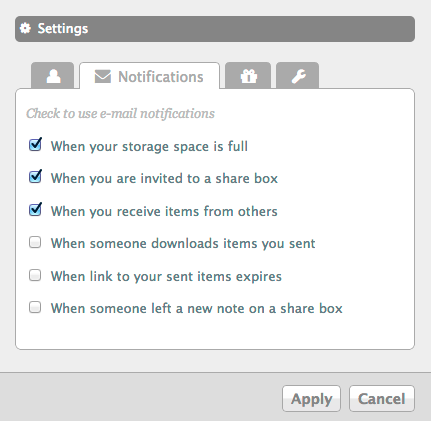 Settings
Notifications
Check to use e-mail notifications
When your storage space is full
When you are invited to a share box
When you receive items from others
When someone downloads items you sent
When link to your sent items expires
When someone left a new note on a share box
Apply Cancel